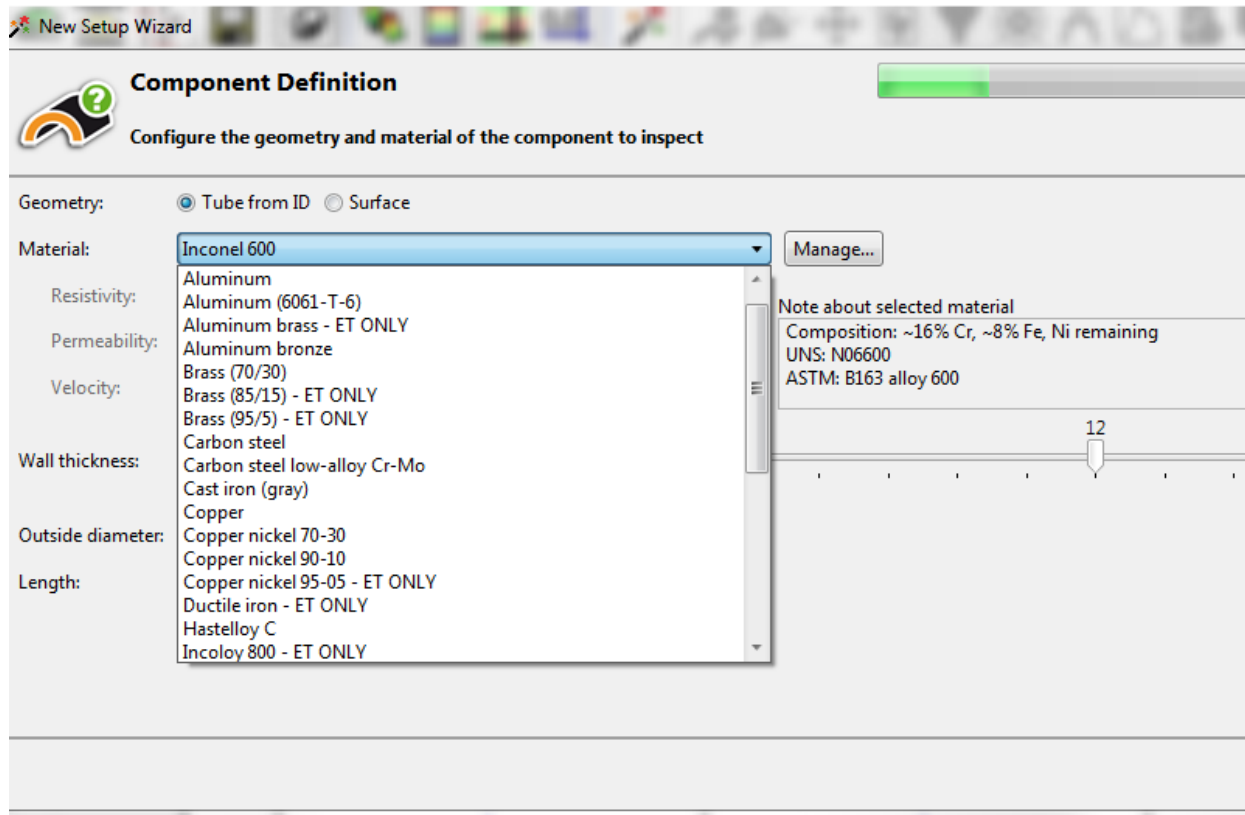 New Setup Wizard
Component Definition
Configure the geometry and material of the component to inspect
Geometry: Tube from ID Surface
Material: Inconel 600 Manage...
Aluminum
Resistivity: Aluminum (6061-T-6) Note about selected material
Aluminum brass - ET ONLY Composition: ~16% Cr, ~8% Fe, Ni remaining
Permeability: Aluminum bronze UNS: N06600
Brass (70/30) ASTM: B163 alloy 600
Velocity: Brass (85/15) - ET ONLY
Brass (95/5) - ET ONLY
12
Carbon steel
Wall thickness: Carbon steel low-alloy Cr-Mo
Cast iron (gray)
Copper
Outside diameter: Copper nickel 70-30
Copper nickel 90-10
Length: Copper nickel 95-05 - ET ONLY
Ductile iron - ET ONLY
Hastelloy C
Incoloy 800 - ET ONLY